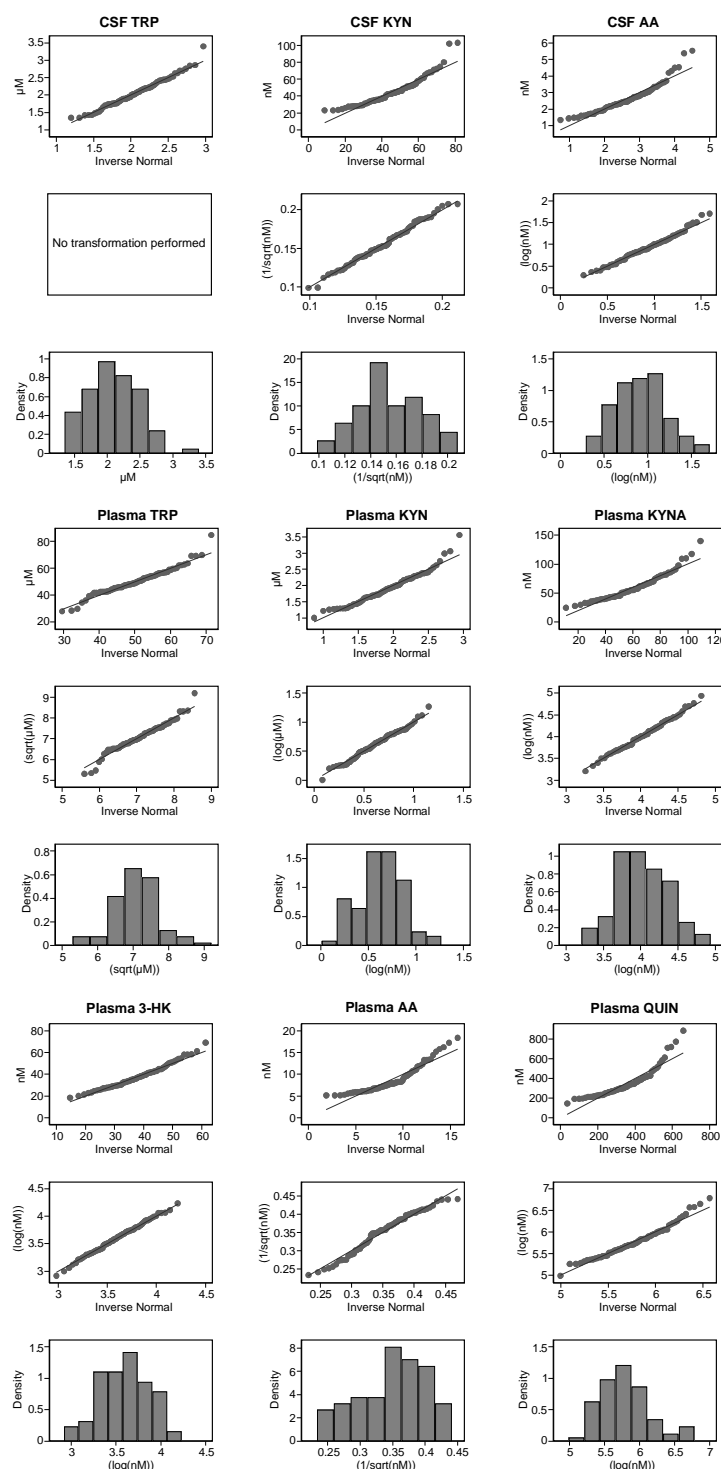 CSF TRP
CSF KYN
CSF AA
µM
3.5
3
2.5
2
1.5
1
1 1.5 2 2.5 3
Inverse Normal
nM
100
80
60
40
20
0
0 20 40 60 80
Inverse Normal
nM
6
5
4
3
2
1
1 2 3 4 5
Inverse Normal
No transformation performed
(1/sqrt(nM))
0.2
0.15
0.1
0.1 0.15 0.2
Inverse Normal
(log(nM))
2
1.5
1
0.5
0
0 0.5 1 1.5
Inverse Normal
Density
1
0.8
0.6
0.4
0.2
0
1.5 2 2.5 3 3.5
µM
Density
20
15
10
5
0
0.1 0.12 0.14 0.16 0.18 0.2
(1/sqrt(nM))
Density
1.5
1
0.5
0
0 0.5 1 1.5
(log(nM))
Plasma TRP
Plasma KYN
Plasma KYNA
µM
80
60
40
20
30 40 50 60 70
Inverse Normal
µM
3.5
3
2.5
2
1.5
1
1 1.5 2 2.5 3
Inverse Normal
nM
150
100
50
0
20 40 60 80 100 120
Inverse Normal
(sqrt(µM))
9
8
7
6
5
5 6 7 8 9
Inverse Normal
(log(µM))
1.5
1
0.5
0
0 0.5 1 1.5
Inverse Normal
(log(nM))
5
4.5
4
3.5
3
3 3.5 4 4.5 5
Inverse Normal
Density
0.8
0.6
0.4
0.2
0
5 6 7 8 9
(sqrt(µM))
Density
1.5
1
0.5
0
0 0.5 1 1.5
(log(nM))
Density
1
0.8
0.6
0.4
0.2
0
3 3.5 4 4.5 5
(log(nM))
Plasma 3-HK
Plasma AA
Plasma QUIN
nM
80
60
40
20
0
10 20 30 40 50 60
Inverse Normal
nM
20
15
10
5
0
0 5 10 15
Inverse Normal
nM
800
600
400
200
0
0 200 400 600 800
Inverse Normal
(log(nM))
4.5
4
3.5
3
3 3.5 4 4.5
Inverse Normal
(1/sqrt(nM))
0.45
0.4
0.35
0.3
0.25
0.25 0.3 0.35 0.4 0.45
Inverse Normal
(log(nM))
7
6.5
6
5.5
5
5 5.5 6 6.5
Inverse Normal
Density
1.5
1
0.5
0
3 3.5 4 4.5
(log(nM))
Density
8
6
4
2
0
0.25 0.3 0.35 0.4 0.45
(1/sqrt(nM))
Density
1.5
1
0.5
0
5 5.5 6 6.5 7
(log(nM))